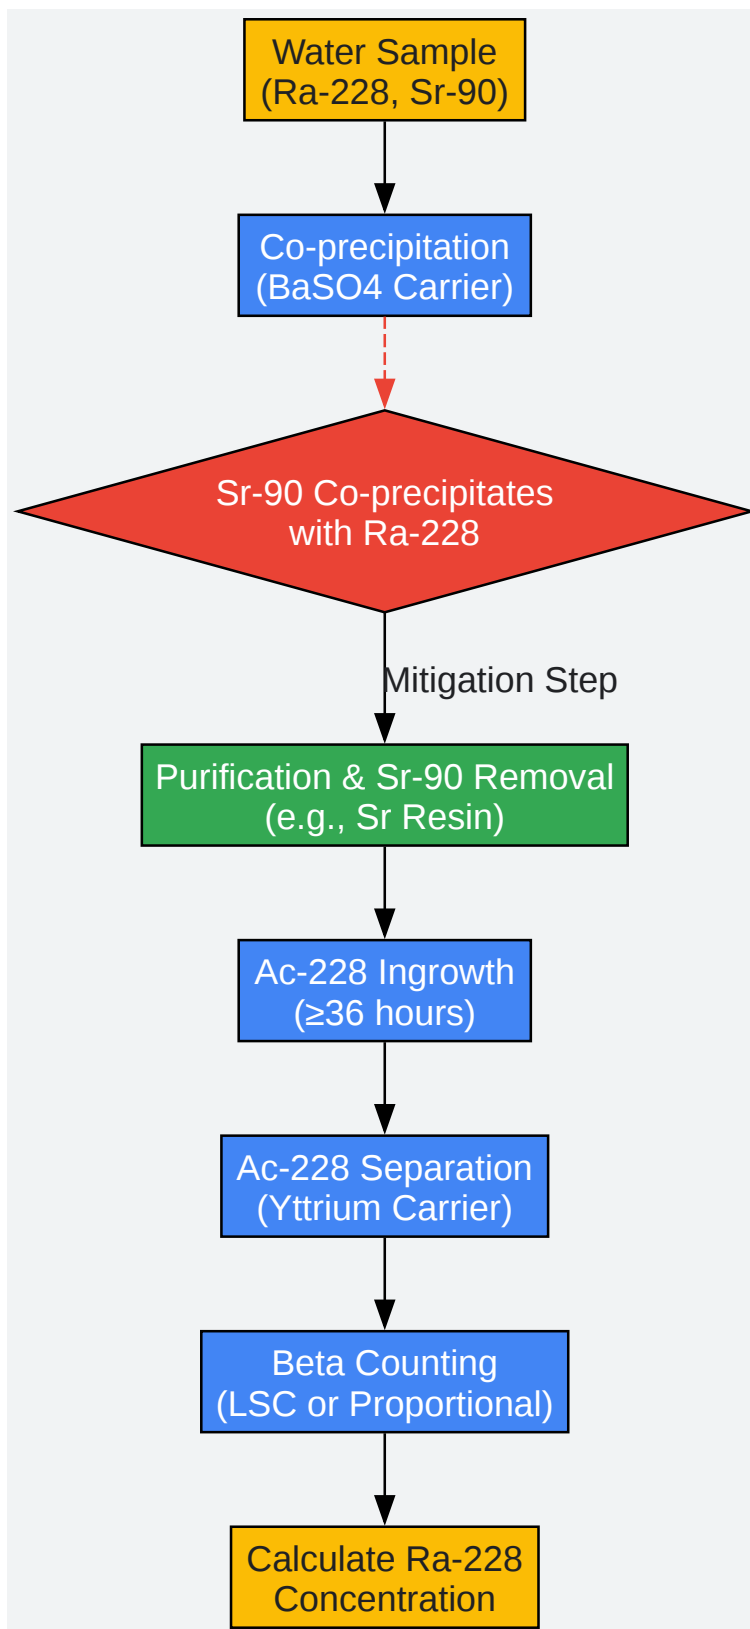 Water Sample
(Ra-228, Sr-90)
Co-precipitation
(BaSO4 Carrier)
Sr-90 Co-precipitates
with Ra-228
Mitigation Step
Purification & Sr-90 Removal
(e.g., Sr Resin)
Ac-228 Ingrowth
(≥36 hours)
Ac-228 Separation
(Yttrium Carrier)
Beta Counting
(LSC or Proportional)
Calculate Ra-228
Concentration